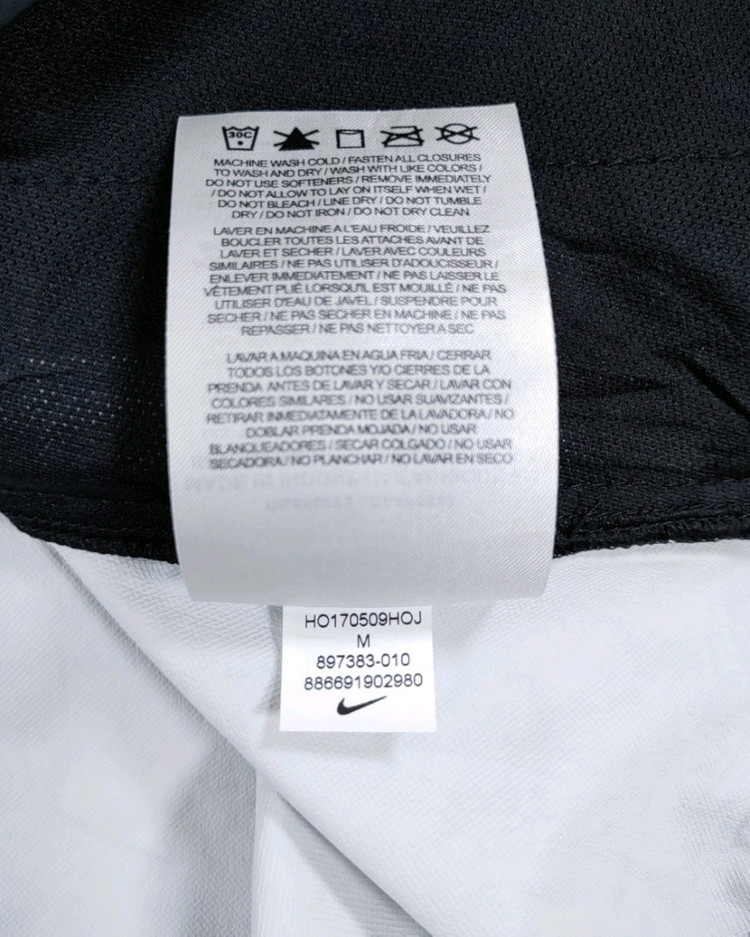 30C
MACHINE WASH COLD / FASTEN ALL CLOSURES
TO WASH AND DRY / WASH WITH LIKE COLORS /
DO NOT USE SOFTENERS / REMOVE IMMEDIATELY
/ DO NOT ALLOW TO LAY ON ITSELF WHEN WET /
DO NOT BLEACH / LINE DRY / DO NOT TUMBLE
DRY / DO NOT IRON / DO NOT DRY CLEAN
LAVER EN MACHINE A L'EAU FROIDE / VEUILLEZ
BOUCLER TOUTES LES ATTACHES AVANT DE
LAVER ET SECHER / LAVER AVEC COULEURS
SIMILAIRES / NE PAS UTILISER D'ADOUCISSEUR /
ENLEVER IMMEDIATEMENT / NE PAS LAISSER LE
VÊTEMENT PLIÉ LORSQU'IL EST MOUILLÉ / NE PAS
UTILISER D'EAU DE JAVEL / SUSPENDRE POUR
SECHER / NE PAS SECHER EN MACHINE / NE PAS
REPASSER / NE PAS NETTOYER A SEC
LAVAR A MAQUINA EN AGUA FRIA / CERRAR
TODOS LOS BOTONES Y/O CIERRES DE LA
PRENDA ANTES DE LAVAR Y SECAR / LAVAR CON
COLORES SIMILARES / NO USAR SUAVIZANTES /
RETIRAR INMEDIATAMENTE DE LA LAVADORA / NO
DOBLAR PRENDA MOJADA / NO USAR
BLANQUEADORES / SECAR COLGADO / NO USAR
SECADORA / NO PLANCHAR / NO LAVAR EN SECO
HO170509HOJ
M
897383-010
886691902980